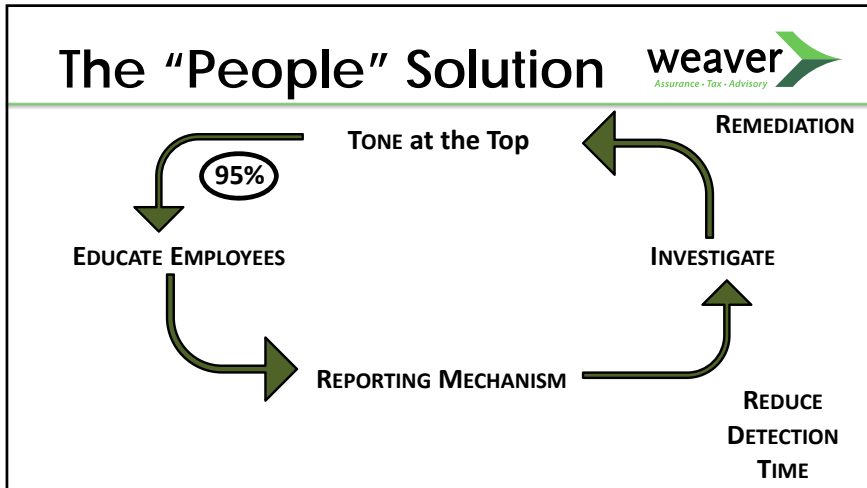 The “People” Solution
weaver
Assurance • Tax • Advisory
TONE at the Top
REMEDIATION
95%
EDUCATE EMPLOYEES
INVESTIGATE
REPORTING MECHANISM
REDUCE
DETECTION
TIME